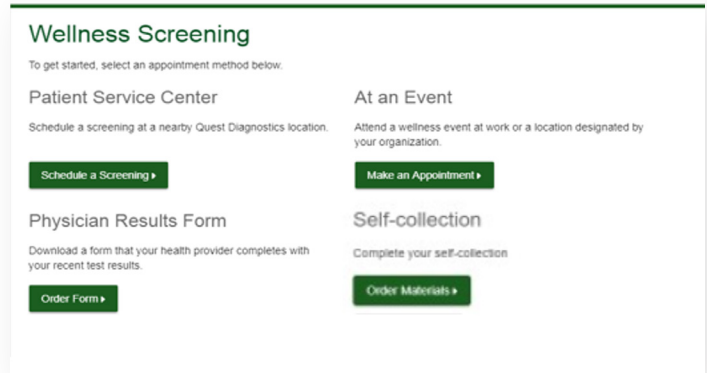 Wellness Screening
To get started, select an appointment method below.
Patient Service Center
Schedule a screening at a nearby Quest Diagnostics location.
Schedule a Screening
At an Event
Attend a wellness event at work or a location designated by
your organization.
Make an Appointment
Physician Results Form
Download a form that your health provider completes with
your recent test results.
Order Form
Self-collection
Complete your self-collection
Order Materials